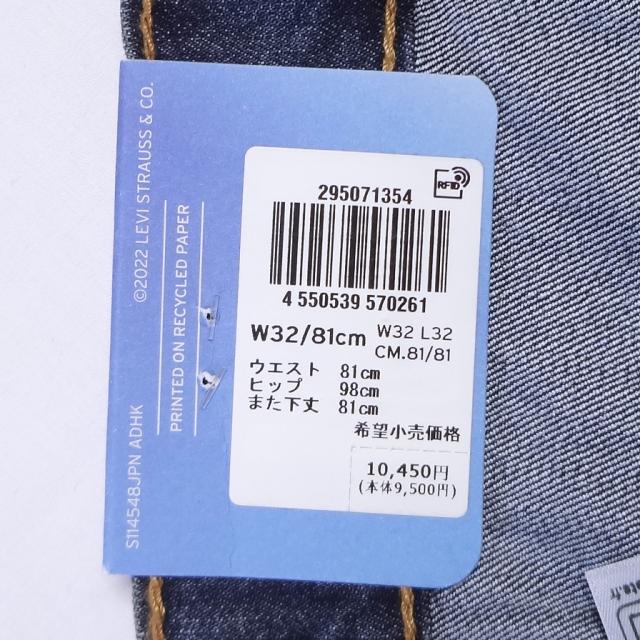 ©2022 LEVI STRAUSS & CO.
PRINTED ON RECYCLED PAPER
S114548JPN ADHK
RFID
295071354
4 550539 570261
W32/81cm
W32 L32
CM.81/81
ウエスト 81cm
ヒップ 98cm
また下丈 81cm
希望小売価格
10,450円
(本体9,500円)